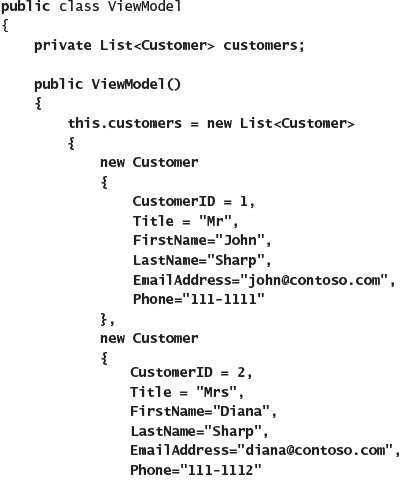 public class ViewModel
{
private List<Customer> customers;
public ViewModel()
{
this.customers = new List<Customer>
{
new Customer
{
CustomerID = 1,
Title = "Mr",
FirstName="John",
LastName="Sharp",
EmailAddress="john@contoso.com",
Phone="111-1111"
},
new Customer
{
CustomerID = 2,
Title = "Mrs",
FirstName="Diana",
LastName="Sharp",
EmailAddress="diana@contoso.com",
Phone="111-1112"